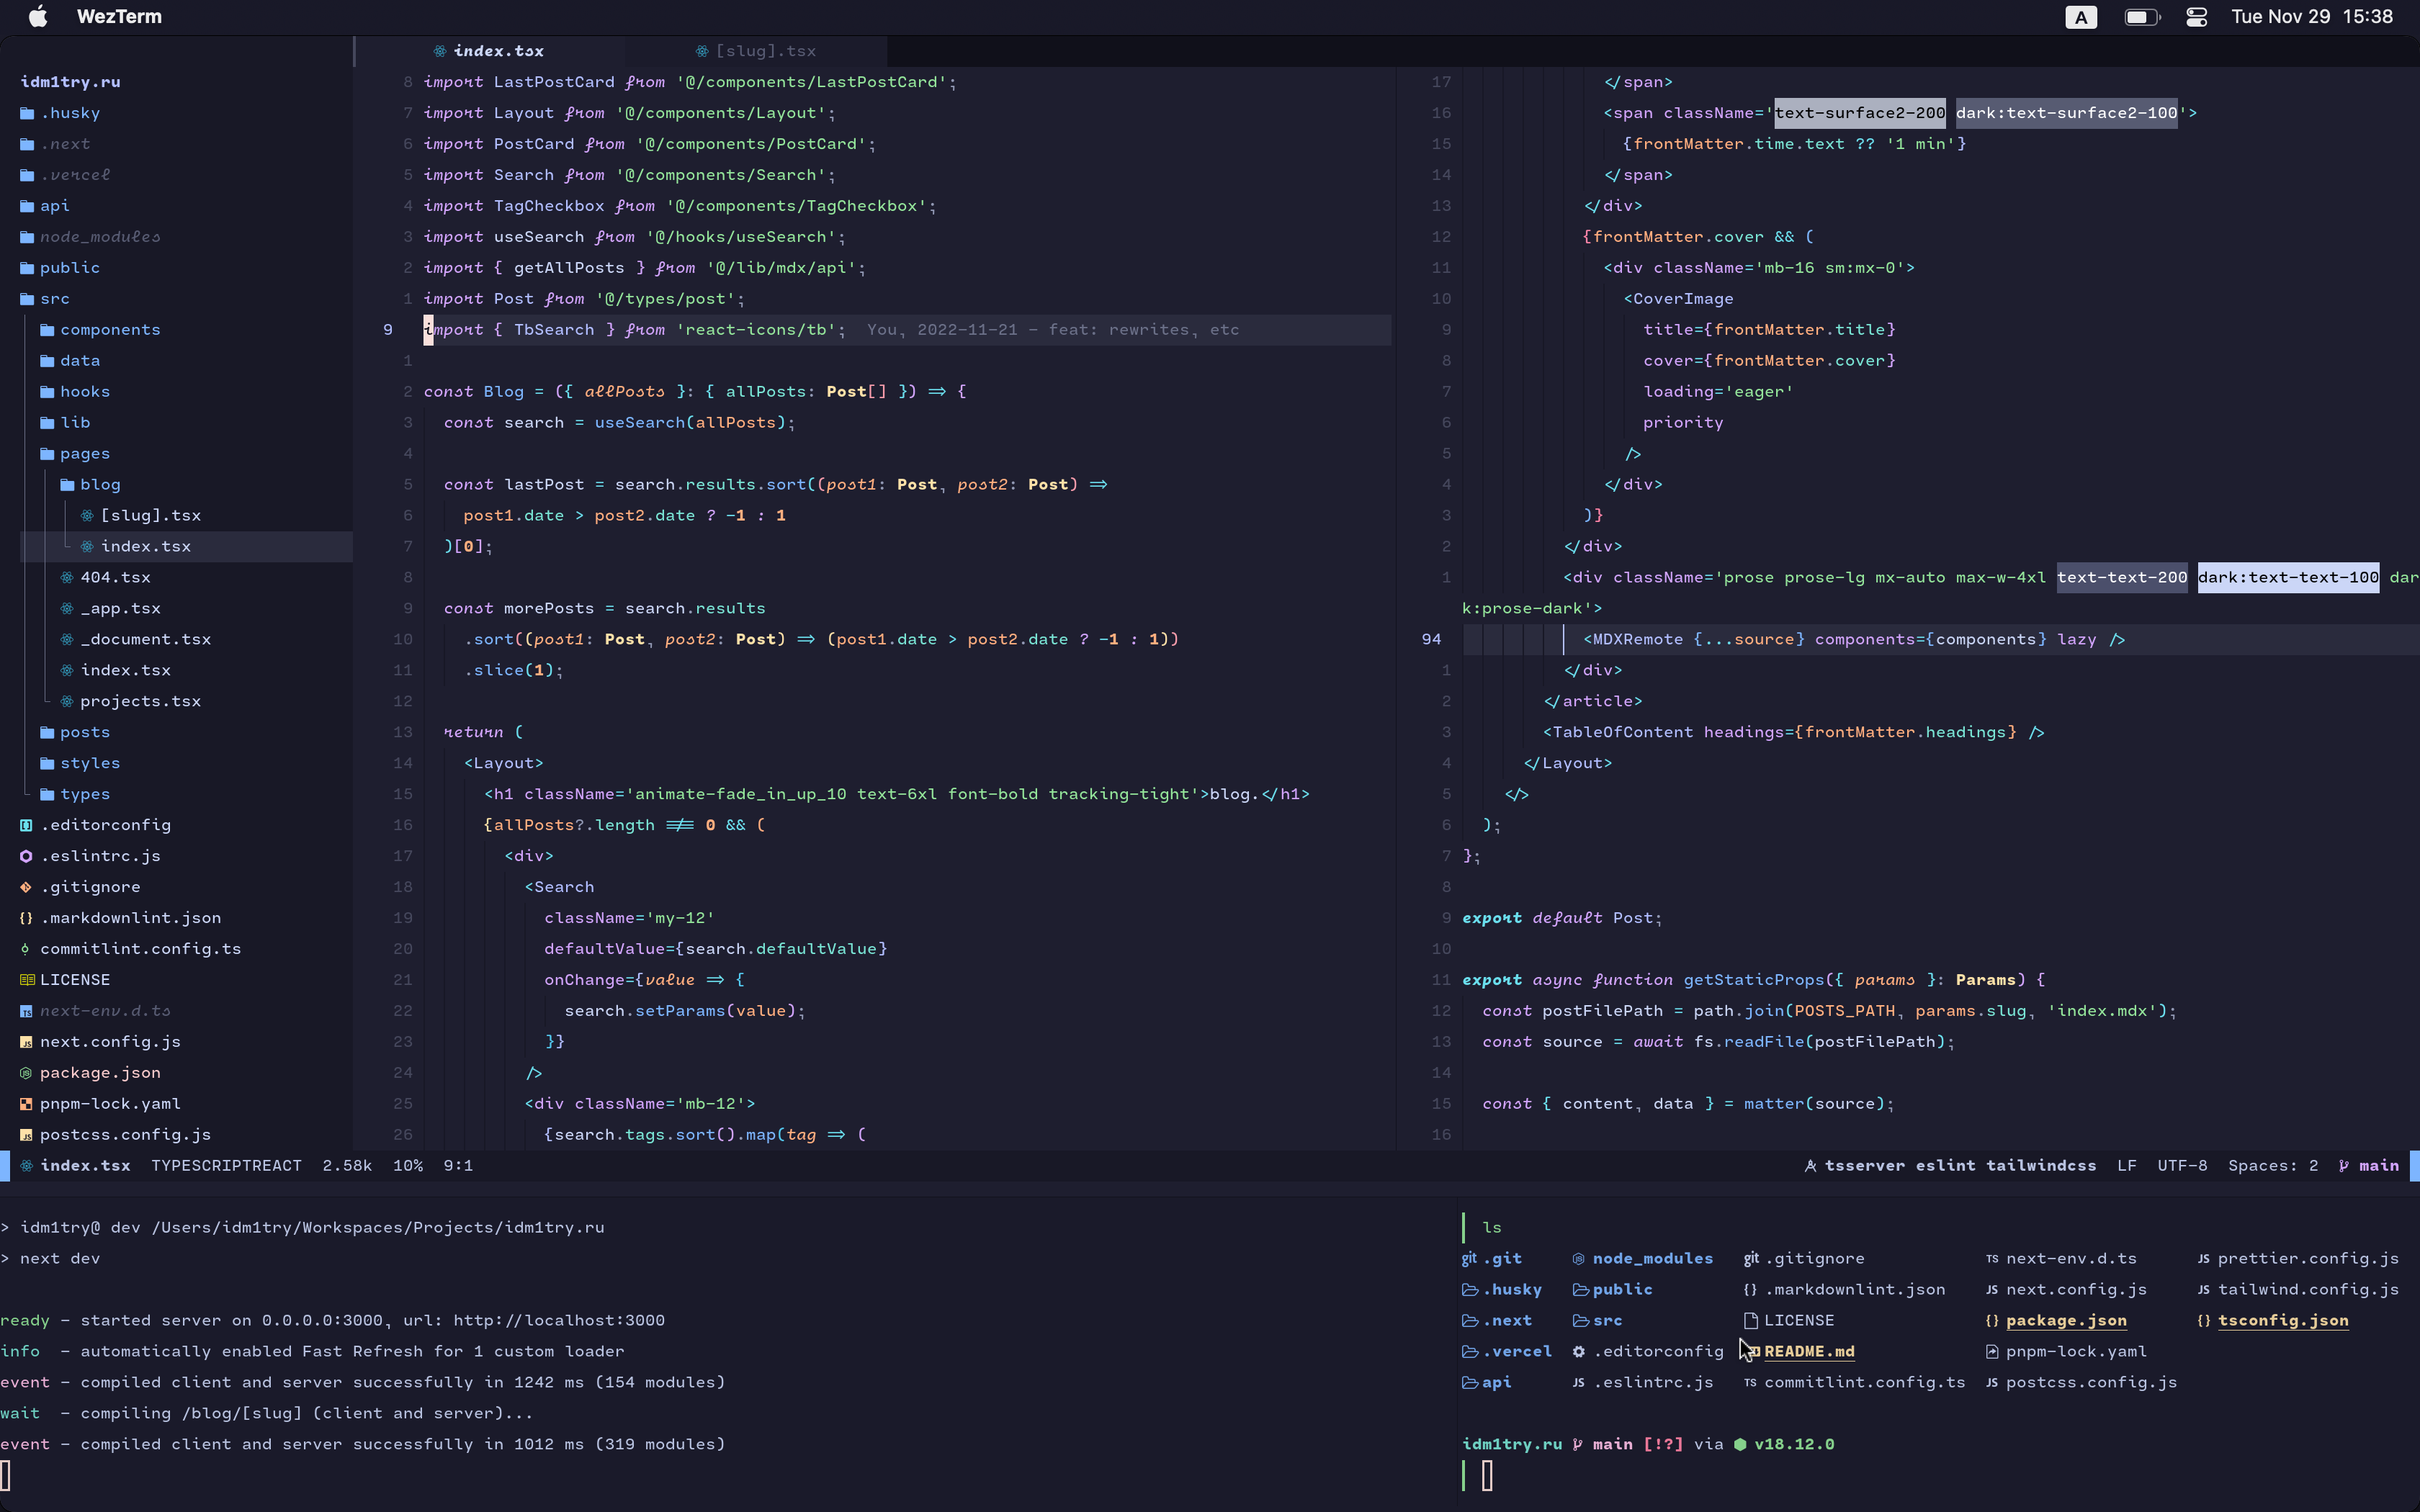 WezTerm
A
Tue Nov 29 15:38
index.tsx
[slug].tsx
idm1try.ru
.husky
.next
.vercel
api
node_modules
public
src
components
data
hooks
lib
pages
blog
[slug].tsx
index.tsx
404.tsx
_app.tsx
_document.tsx
index.tsx
projects.tsx
posts
styles
types
.editorconfig
.eslintrc.js
.gitignore
.markdownlint.json
commitlint.config.ts
LICENSE
next-env.d.ts
next.config.js
package.json
pnpm-lock.yaml
postcss.config.js
8 import LastPostCard from '@/components/LastPostCard';
7 import Layout from '@/components/Layout';
6 import PostCard from '@/components/PostCard';
5 import Search from '@/components/Search';
4 import TagCheckbox from '@/components/TagCheckbox';
3 import useSearch from '@/hooks/useSearch';
2 import { getAllPosts } from '@/lib/mdx/api';
1 import Post from '@/types/post';
9 import { TbSearch } from 'react-icons/tb'; You, 2022-11-21 - feat: rewrites, etc
1
2 const Blog = ({ allPosts }: { allPosts: Post[] }) => {
3 const search = useSearch(allPosts);
4
5 const lastPost = search.results.sort((post1: Post, post2: Post) =>
6 post1.date > post2.date ? -1 : 1
7 )[0];
8
9 const morePosts = search.results
10 .sort((post1: Post, post2: Post) => (post1.date > post2.date ? -1 : 1))
11 .slice(1);
12
13 return (
14 <Layout>
15 <h1 className='animate-fade_in_up_10 text-6xl font-bold tracking-tight'>blog.</h1>
16 {allPosts?.length !== 0 && (
17 <div>
18 <Search
19 className='my-12'
20 defaultValue={search.defaultValue}
21 onChange={value => {
22 search.setParams(value);
23 }}
24 />
25 <div className='mb-12'>
26 {search.tags.sort().map(tag => (
17 </span>
16 <span className='text-surface2-200 dark:text-surface2-100'>
15 {frontMatter.time.text ?? '1 min'}
14 </span>
13 </div>
12 {frontMatter.cover && (
11 <div className='mb-16 sm:mx-0'>
10 <CoverImage
9 title={frontMatter.title}
8 cover={frontMatter.cover}
7 loading='eager'
6 priority
5 />
4 </div>
3 )}
2 </div>
1 <div className='prose prose-lg mx-auto max-w-4xl text-text-200 dark:text-text-100 dar
k:prose-dark'>
94 <MDXRemote {...source} components={components} lazy />
1 </div>
2 </article>
3 <TableOfContent headings={frontMatter.headings} />
4 </Layout>
5 </>
6 );
7 };
8
9 export default Post;
10
11 export async function getStaticProps({ params }: Params) {
12 const postFilePath = path.join(POSTS_PATH, params.slug, 'index.mdx');
13 const source = await fs.readFile(postFilePath);
14
15 const { content, data } = matter(source);
16
index.tsx TYPESCRIPTREACT 2.58k 10% 9:1
tsserver eslint tailwindcss LF UTF-8 Spaces: 2 main
> idm1try@ dev /Users/idm1try/Workspaces/Projects/idm1try.ru
> next dev
ready - started server on 0.0.0.0:3000, url: http://localhost:3000
info - automatically enabled Fast Refresh for 1 custom loader
event - compiled client and server successfully in 1242 ms (154 modules)
wait - compiling /blog/[slug] (client and server)...
event - compiled client and server successfully in 1012 ms (319 modules)
ls
git .git node_modules git .gitignore TS next-env.d.ts JS prettier.config.js
.husky public {} .markdownlint.json JS next.config.js JS tailwind.config.js
.next src LICENSE {} package.json {} tsconfig.json
.vercel .editorconfig README.md pnpm-lock.yaml
api JS .eslintrc.js TS commitlint.config.ts JS postcss.config.js
idm1try.ru main [!?] via v18.12.0